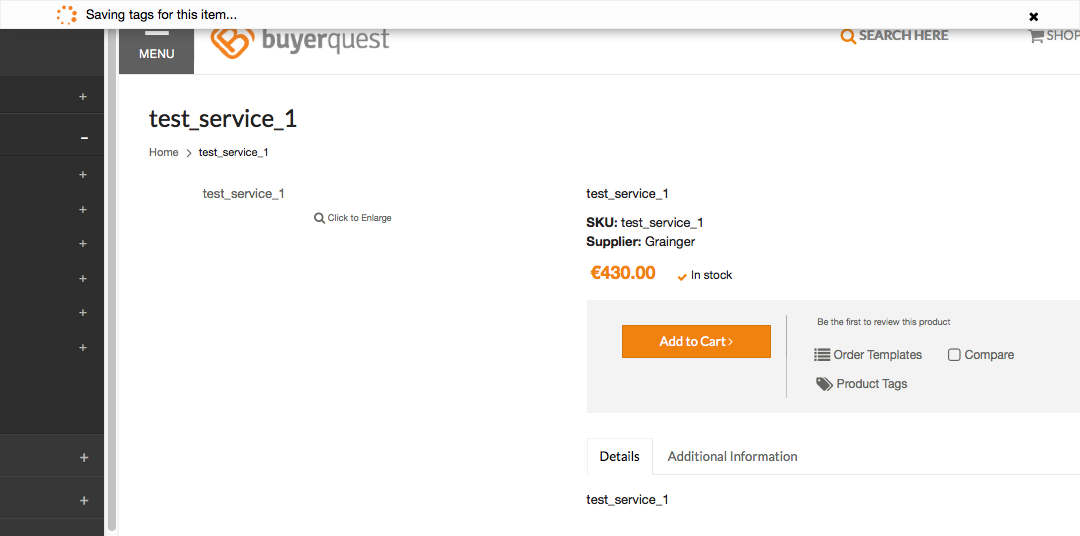 Saving tags for this item...
MENU
buyerquest
SEARCH HERE
SHOP
test_service_1
Home > test_service_1
test_service_1
Click to Enlarge
test_service_1
SKU: test_service_1
Supplier: Grainger
€430.00
In stock
Add to Cart ›
Be the first to review this product
Order Templates
Compare
Product Tags
Details
Additional Information
test_service_1